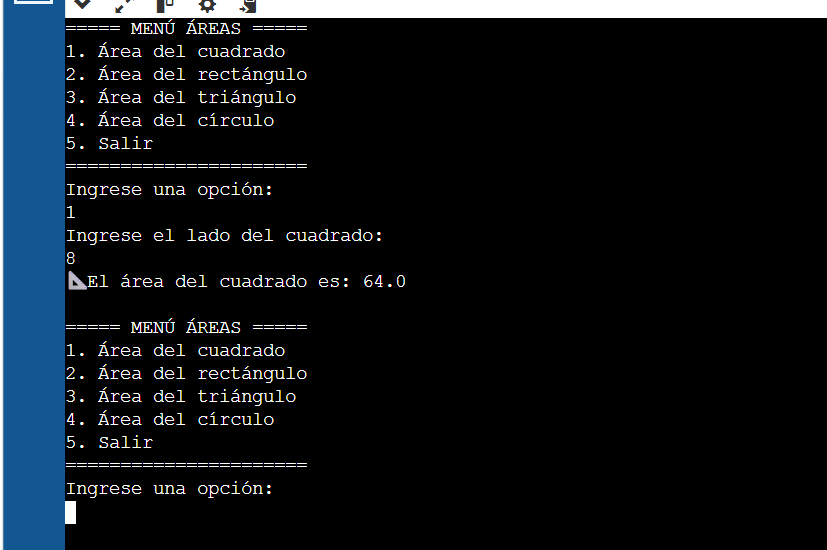 ===== MENÚ ÁREAS =====
1. Área del cuadrado
2. Área del rectángulo
3. Área del triángulo
4. Área del círculo
5. Salir
======================
Ingrese una opción:
1
Ingrese el lado del cuadrado:
8
📐El área del cuadrado es: 64.0
===== MENÚ ÁREAS =====
1. Área del cuadrado
2. Área del rectángulo
3. Área del triángulo
4. Área del círculo
5. Salir
======================
Ingrese una opción: